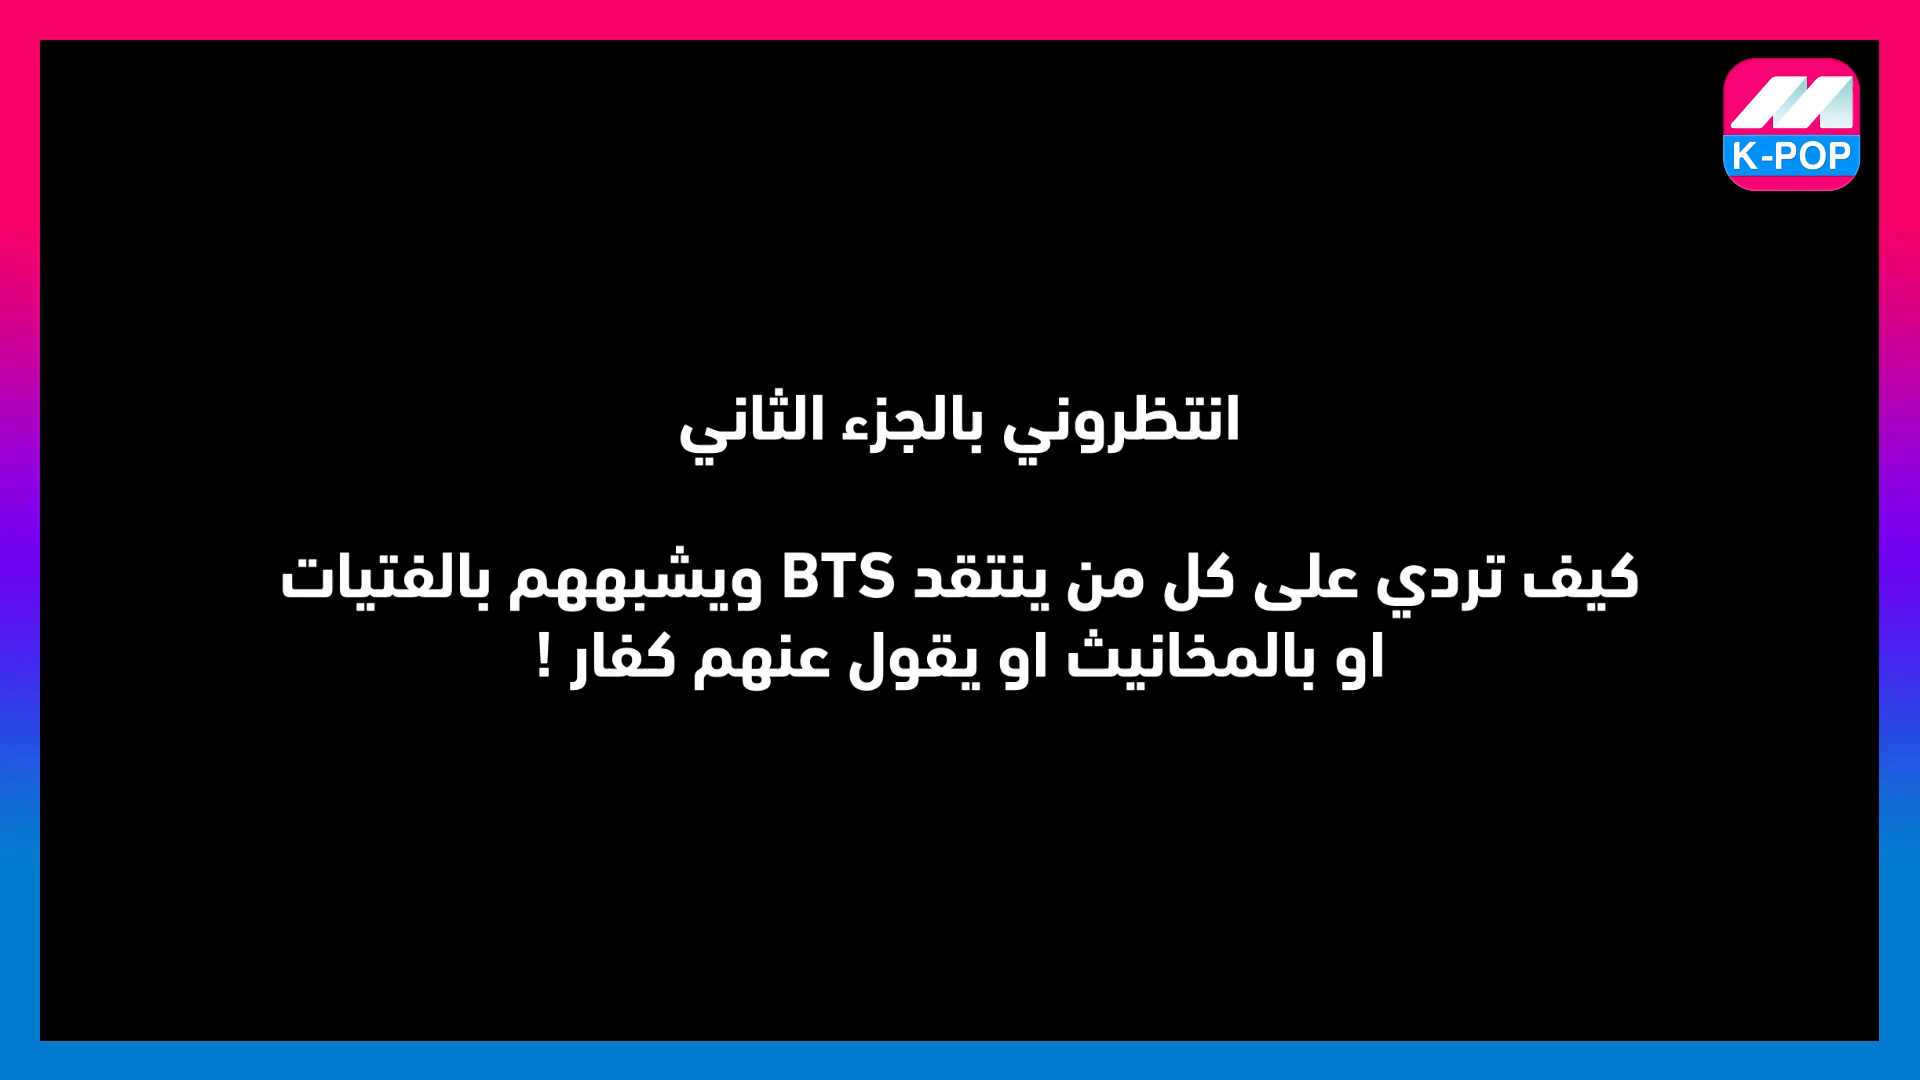 K-POP
انتظروني بالجزء الثاني
كيف تردي على كل من ينتقد BTS ويشبههم بالفتيات
او بالمخانيث او يقول عنهم كفار !